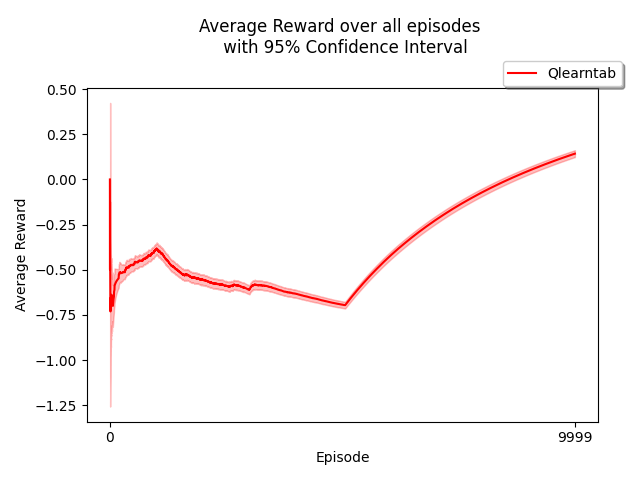 Average Reward over all episodes
with 95% Confidence Interval
Qlearntab
0.50
0.25
0.00
−0.25
−0.50
−0.75
−1.00
−1.25
Average Reward
0 9999
Episode